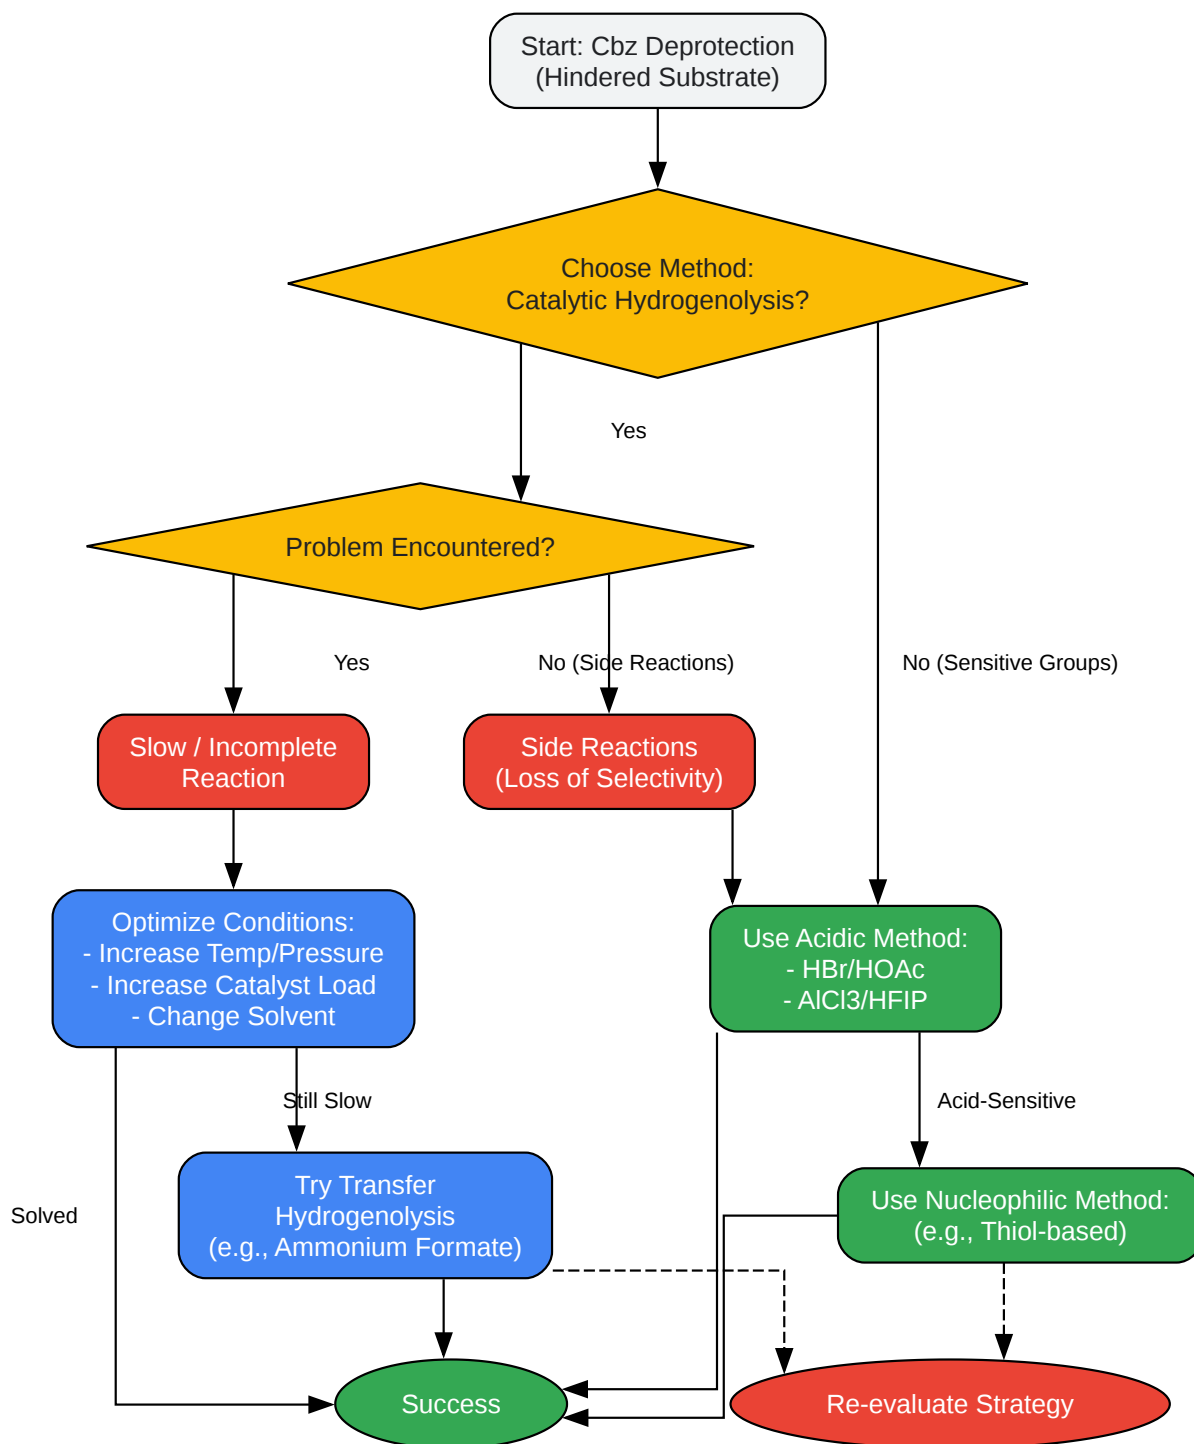 Start: Cbz Deprotection
(Hindered Substrate)
Choose Method:
Catalytic Hydrogenolysis?
Yes
Problem Encountered?
Yes
No (Side Reactions)
No (Sensitive Groups)
Slow / Incomplete
Reaction
Side Reactions
(Loss of Selectivity)
Optimize Conditions:
- Increase Temp/Pressure
- Increase Catalyst Load
- Change Solvent
Use Acidic Method:
- HBr/HOAc
- AlCl3/HFIP
Still Slow
Acid-Sensitive
Try Transfer
Hydrogenolysis
(e.g., Ammonium Formate)
Solved
Use Nucleophilic Method:
(e.g., Thiol-based)
Success
Re-evaluate Strategy